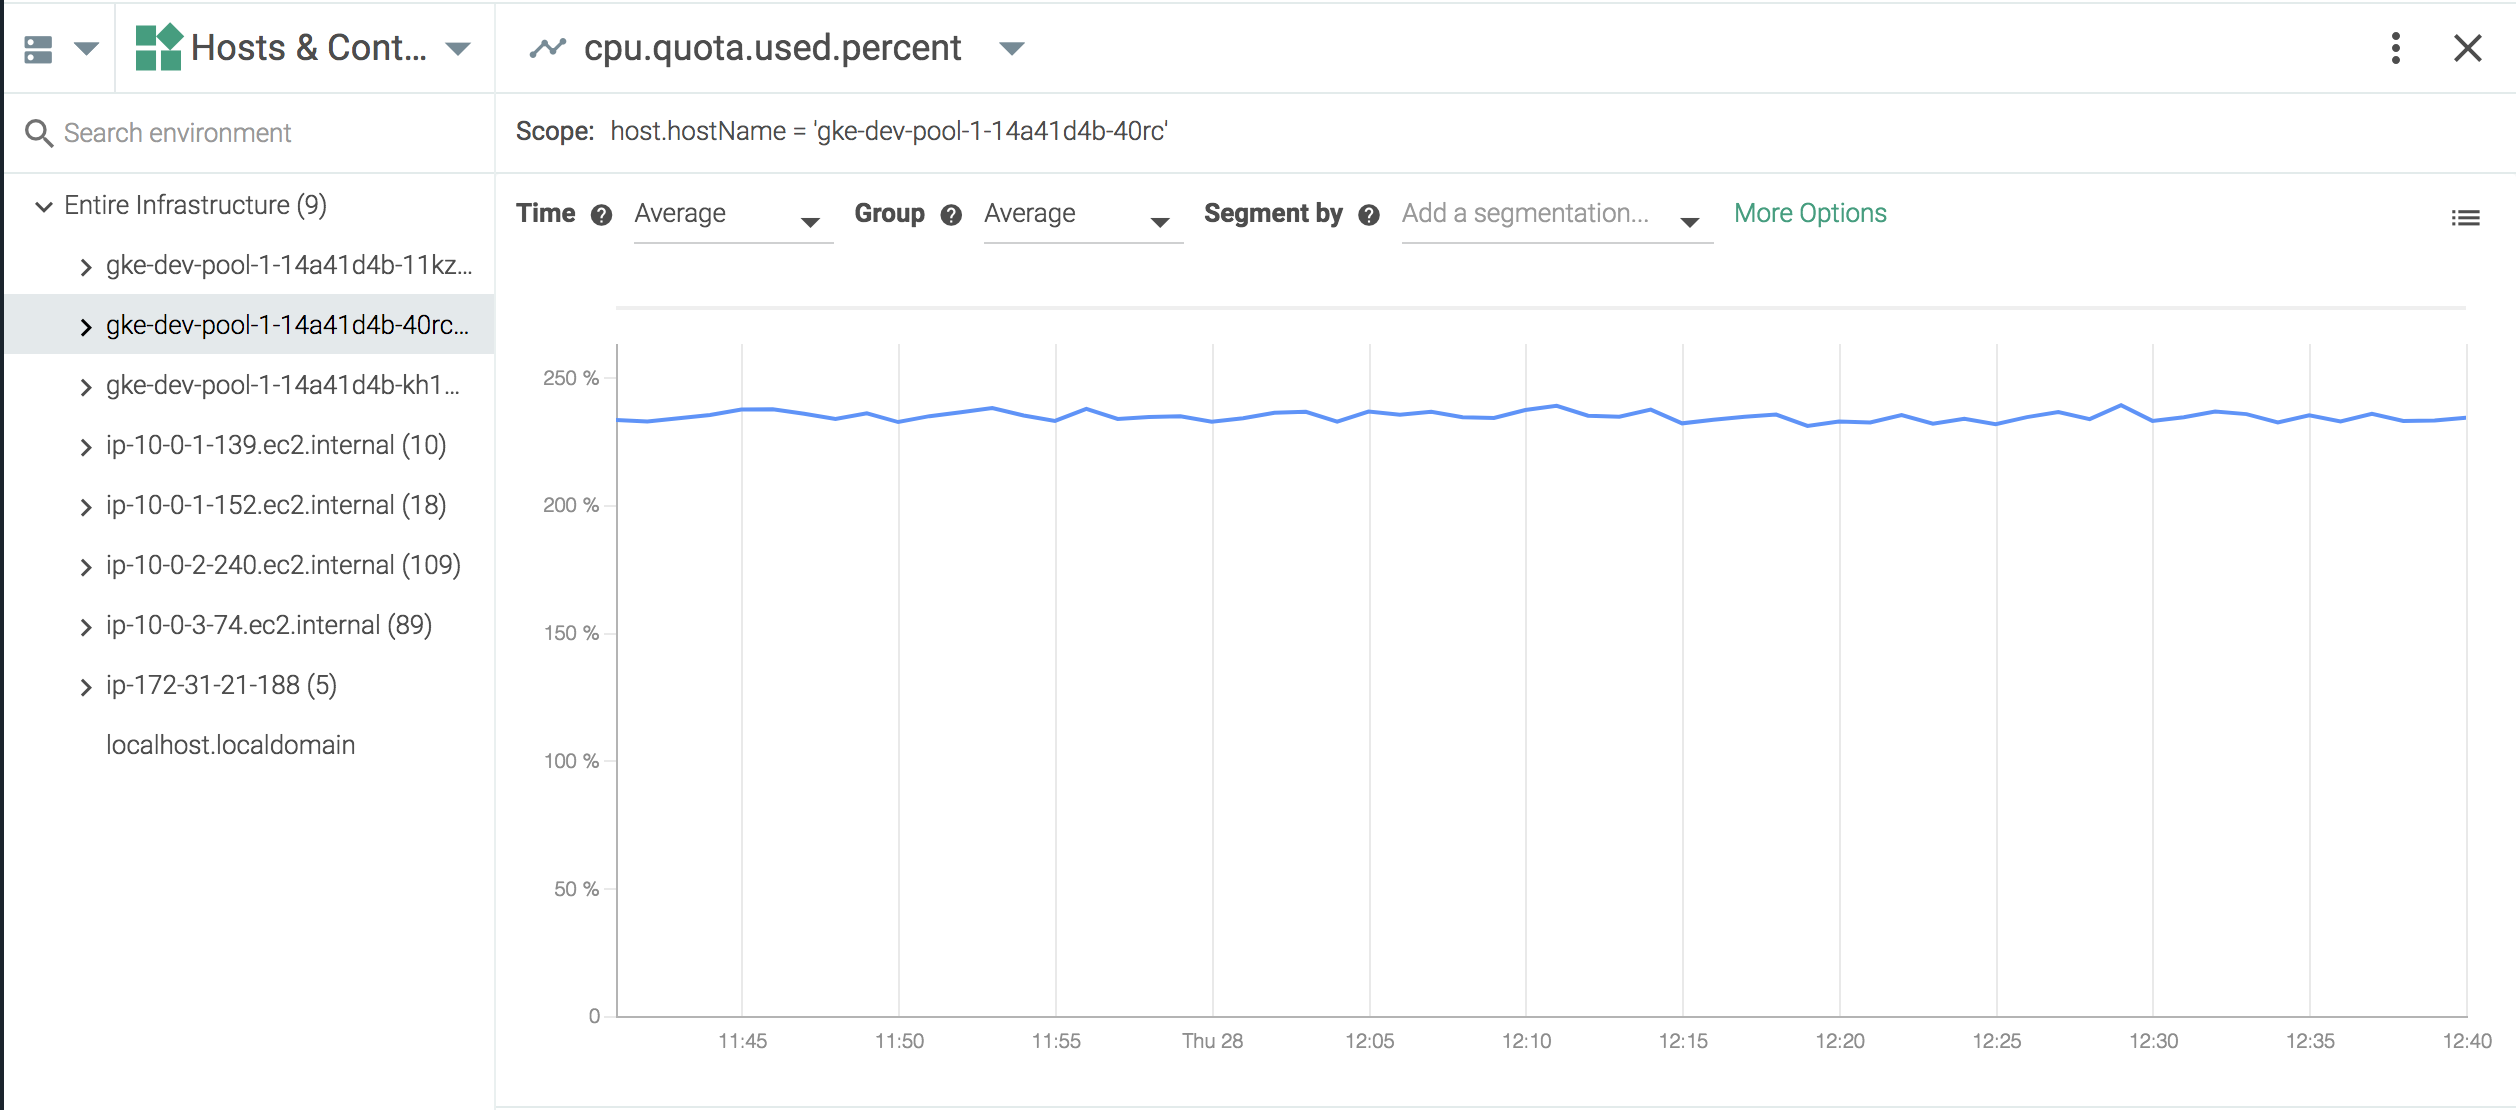 Hosts & Cont...
cpu.quota.used.percent
Search environment
Scope: host.hostName = 'gke-dev-pool-1-14a41d4b-40rc'
Entire Infrastructure (9)
gke-dev-pool-1-14a41d4b-11kz...
gke-dev-pool-1-14a41d4b-40rc...
gke-dev-pool-1-14a41d4b-kh1...
ip-10-0-1-139.ec2.internal (10)
ip-10-0-1-152.ec2.internal (18)
ip-10-0-2-240.ec2.internal (109)
ip-10-0-3-74.ec2.internal (89)
ip-172-31-21-188 (5)
localhost.localdomain
Time ? Average Group ? Average Segment by ? Add a segmentation... More Options
250 %
200 %
150 %
100 %
50 %
0
11:45 11:50 11:55 Thu 28 12:05 12:10 12:15 12:20 12:25 12:30 12:35 12:40